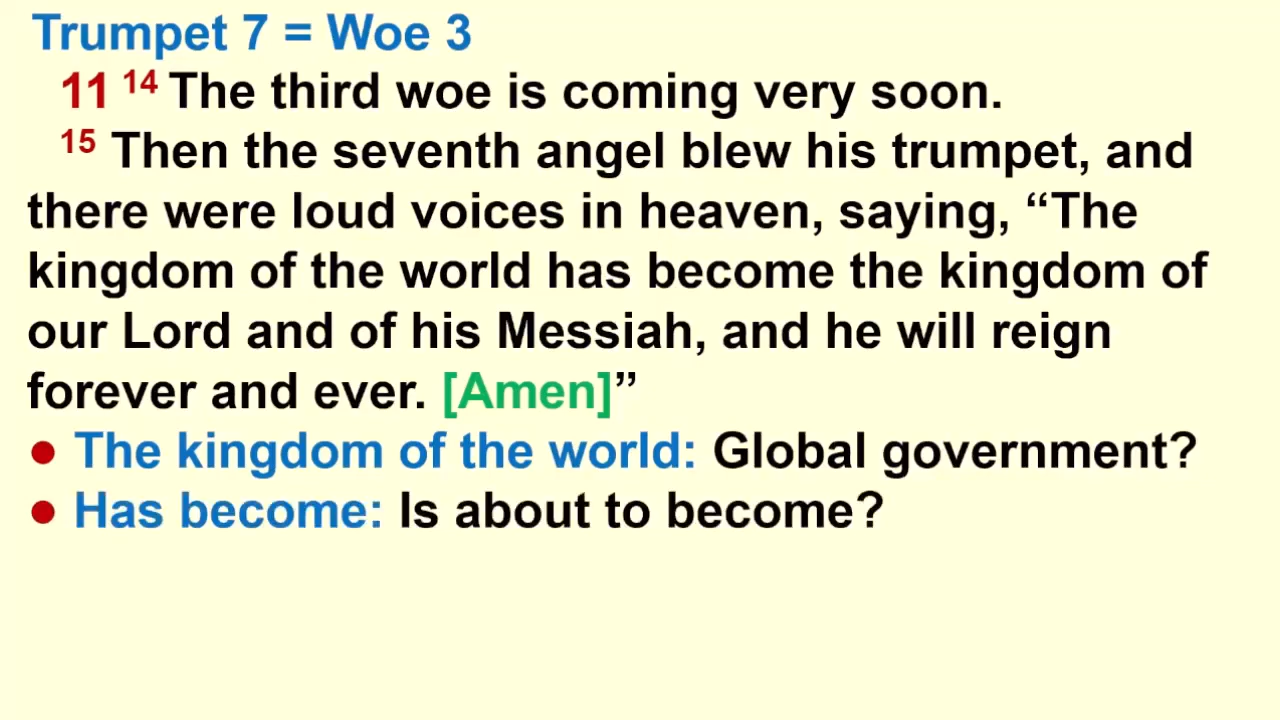 Trumpet 7 = Woe 3
11 14 The third woe is coming very soon.
15 Then the seventh angel blew his trumpet, and
there were loud voices in heaven, saying, “The
kingdom of the world has become the kingdom of
our Lord and of his Messiah, and he will reign
forever and ever. [Amen]”
● The kingdom of the world: Global government?
● Has become: Is about to become?